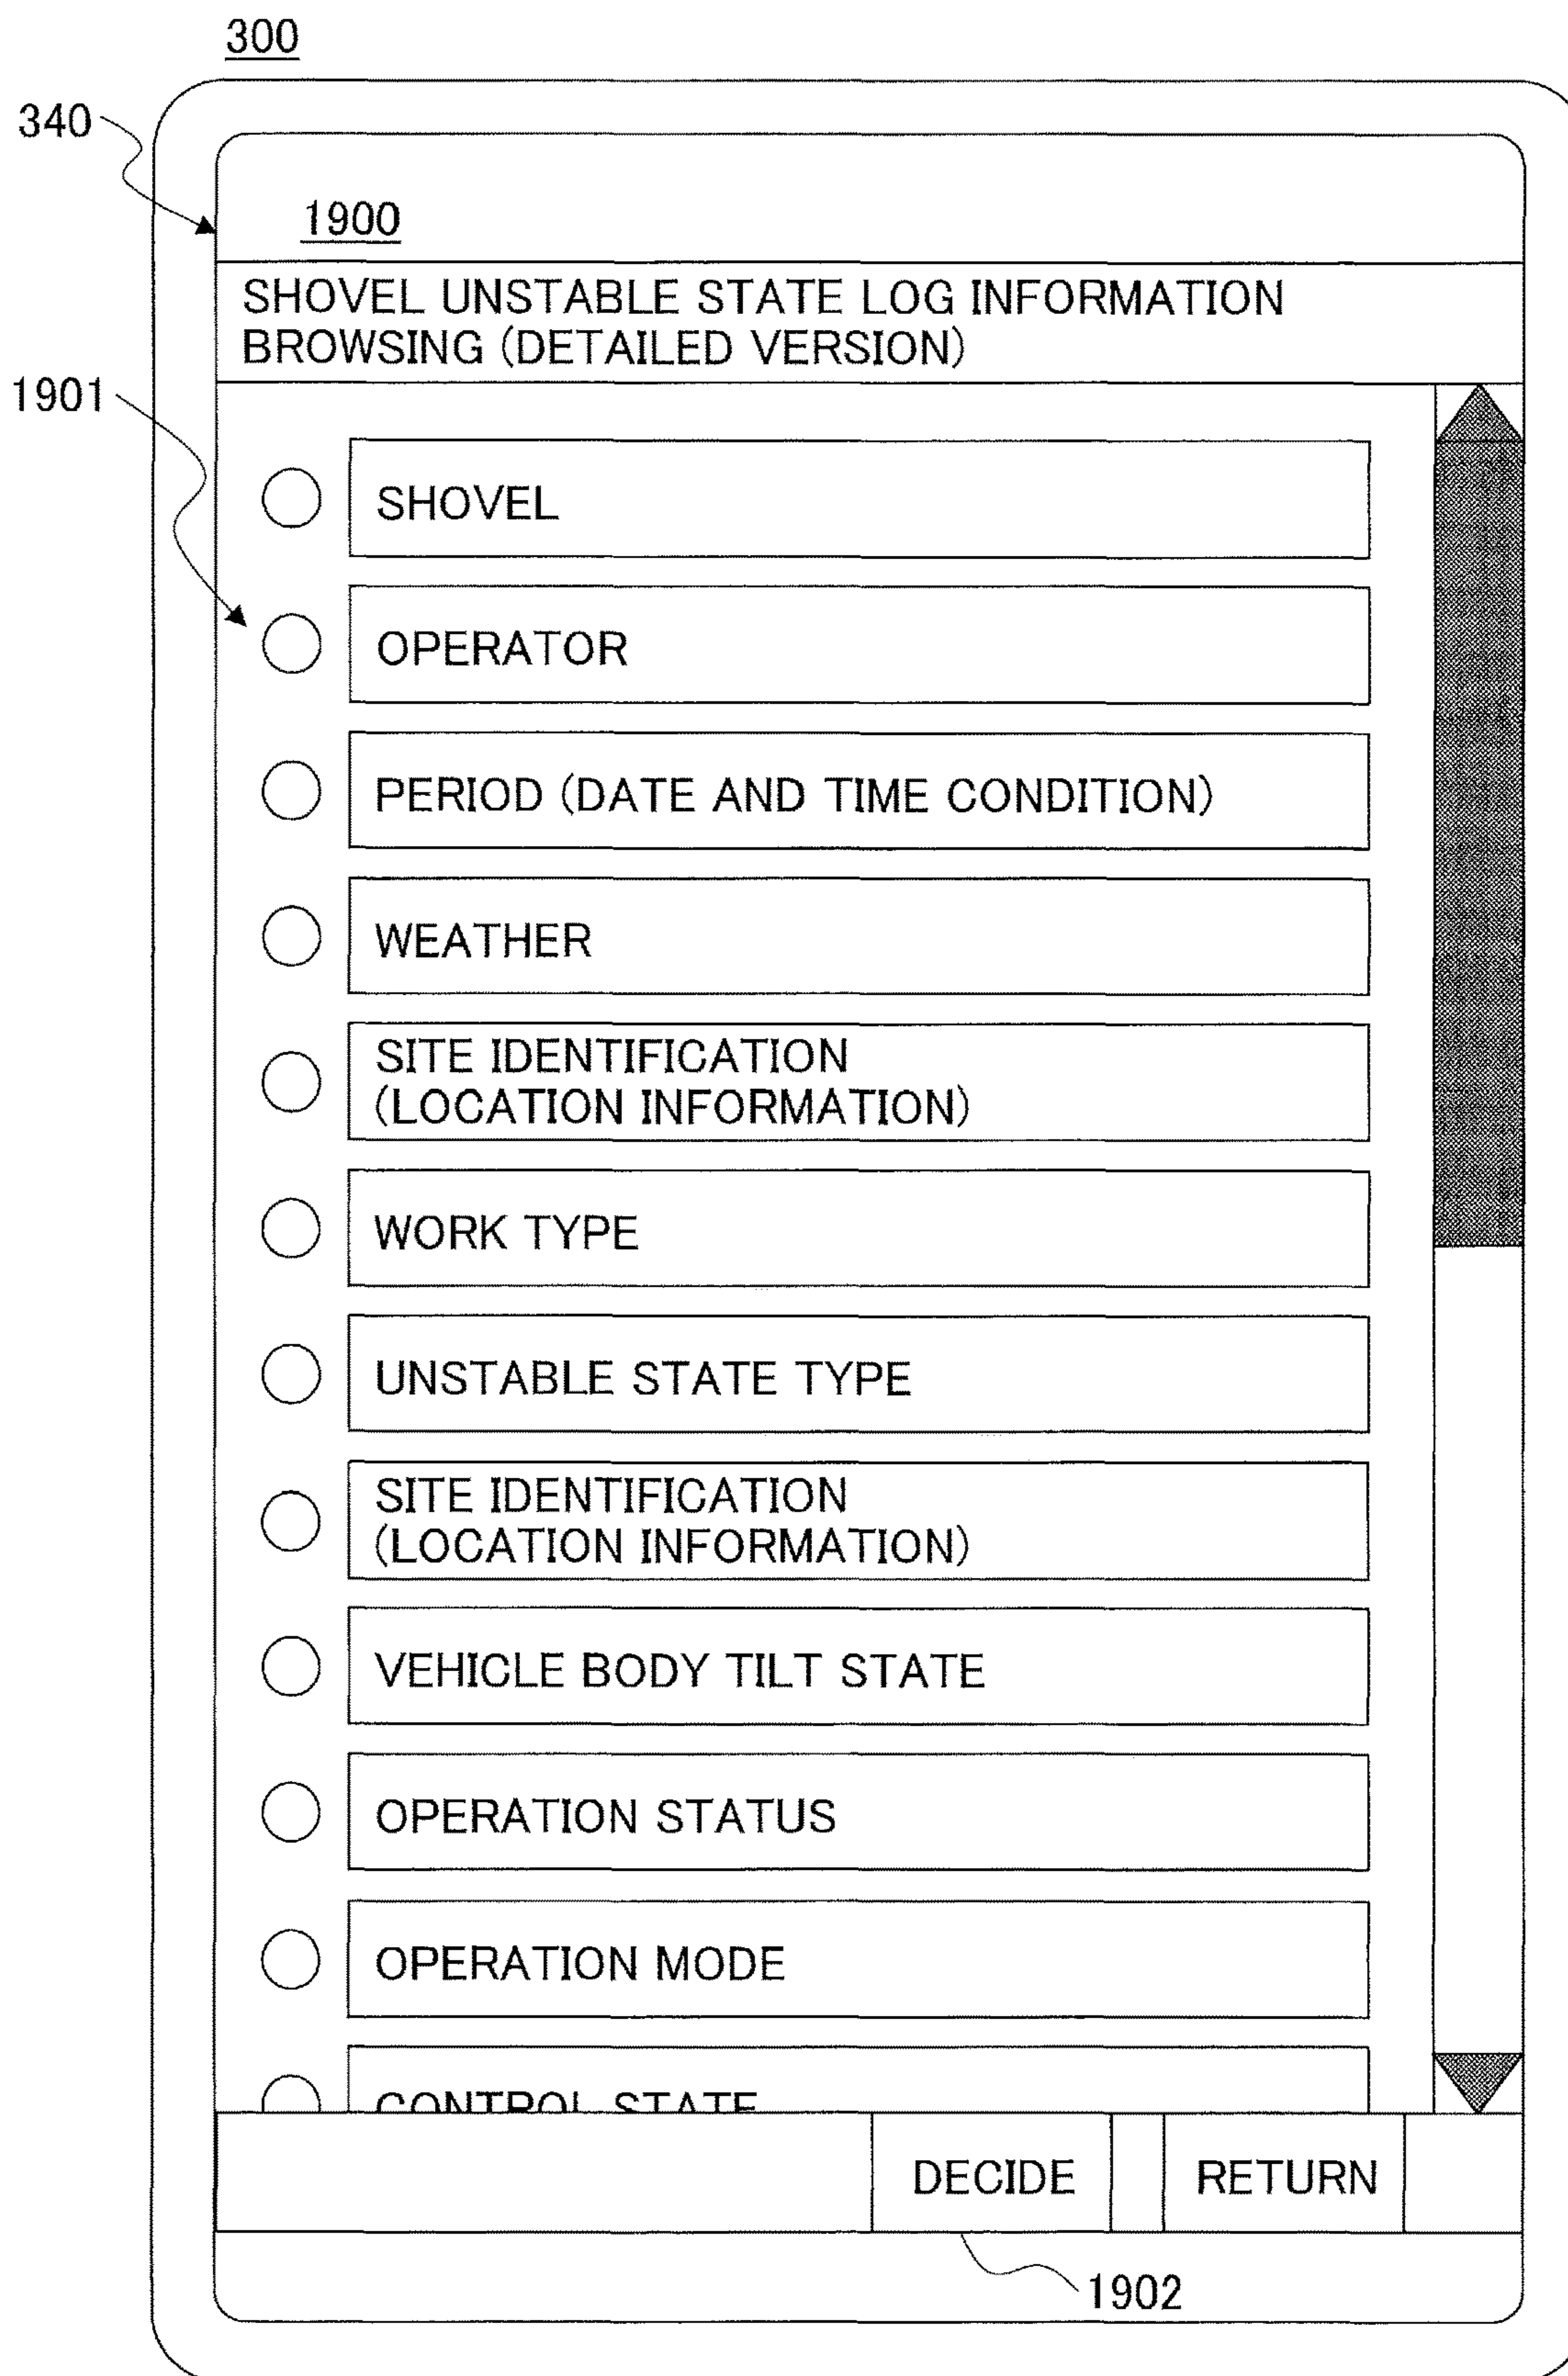 300
340
1900
SHOVEL UNSTABLE STATE LOG INFORMATION
BROWSING (DETAILED VERSION)
1901
SHOVEL
OPERATOR
PERIOD (DATE AND TIME CONDITION)
WEATHER
SITE IDENTIFICATION
(LOCATION INFORMATION)
WORK TYPE
UNSTABLE STATE TYPE
SITE IDENTIFICATION
(LOCATION INFORMATION)
VEHICLE BODY TILT STATE
OPERATION STATUS
OPERATION MODE
CONTROL STATE
DECIDE
RETURN
1902